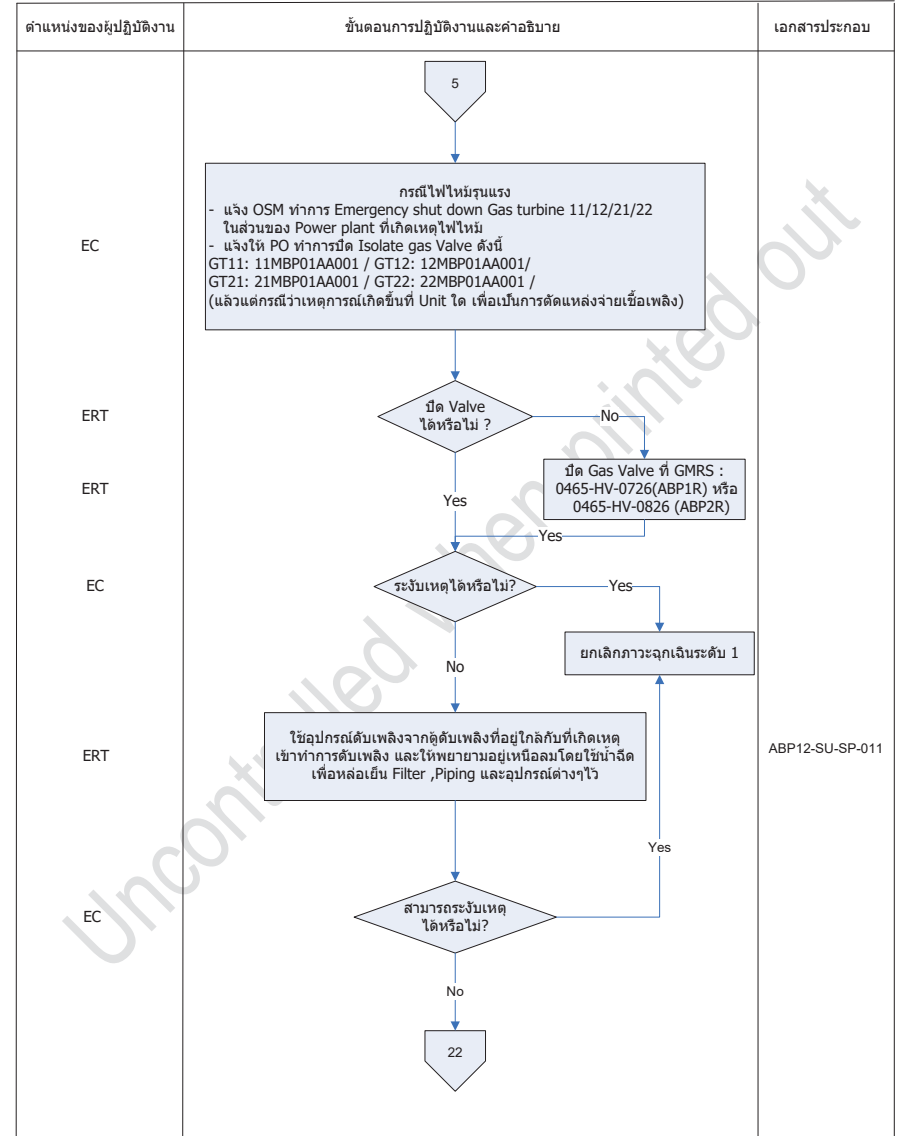 ตำแหน่งของผู้ปฏิบัติงาน
ขั้นตอนการปฏิบัติงานและคำอธิบาย
เอกสารประกอบ
5
EC
กรณีไฟไหม้รุนแรง
- แจ้ง OSM ทำการ Emergency shut down Gas turbine 11/12/21/22
ในส่วนของ Power plant ที่เกิดเหตุไฟไหม้
- แจ้งให้ PO ทำการปิด Isolate gas Valve ดังนี้
GT11: 11MBP01AA001 / GT12: 12MBP01AA001/
GT21: 21MBP01AA001 / GT22: 22MBP01AA001 /
(แล้วแต่กรณีว่าเหตุการณ์เกิดขึ้นที่ Unit ใด เพื่อเป็นการตัดแหล่งจ่ายเชื้อเพลิง)
ERT
ปิด Valve
ได้หรือไม่ ?
No
ERT
ปิด Gas Valve ที่ GMRS :
0465-HV-0726(ABP1R) หรือ
0465-HV-0826 (ABP2R)
Yes
Yes
EC
ระงับเหตุได้หรือไม่?
Yes
ยกเลิกภาวะฉุกเฉินระดับ 1
No
ERT
ใช้อุปกรณ์ดับเพลิงจากตู้ดับเพลิงที่อยู่ใกล้กับที่เกิดเหตุ
เข้าทำการดับเพลิง และให้พยายามอยู่เหนือลมโดยใช้น้ำฉีด
เพื่อหล่อเย็น Filter ,Piping และอุปกรณ์ต่างๆไว้
ABP12-SU-SP-011
Yes
EC
สามารถระงับเหตุ
ได้หรือไม่?
No
22
Uncontrolled when printed out